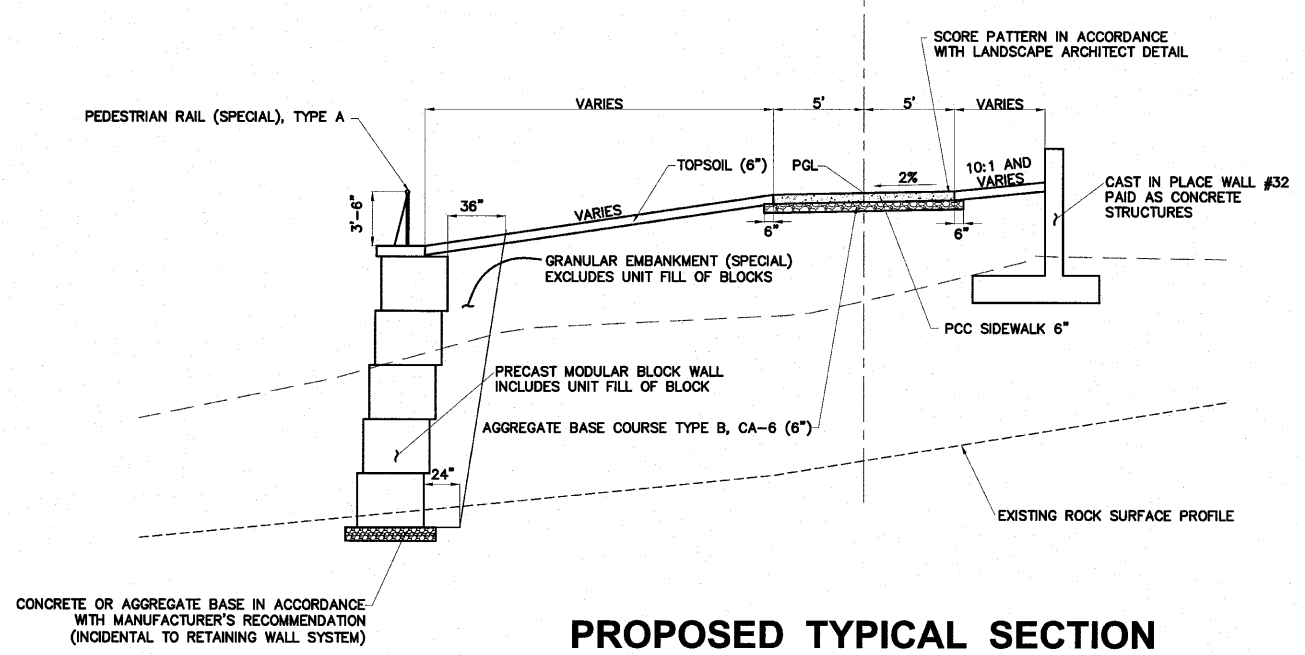 SCORE PATTERN IN ACCORDANCE
WITH LANDSCAPE ARCHITECT DETAIL
VARIES
5'
5'
VARIES
PEDESTRIAN RAIL (SPECIAL), TYPE A
TOPSOIL (6")
PGL
2%
10:1 AND
VARIES
CAST IN PLACE WALL #32
PAID AS CONCRETE
STRUCTURES
3'-6"
36"
VARIES
6"
6"
GRANULAR EMBANKMENT (SPECIAL)
EXCLUDES UNIT FILL OF BLOCKS
PCC SIDEWALK 6"
PRECAST MODULAR BLOCK WALL
INCLUDES UNIT FILL OF BLOCK
AGGREGATE BASE COURSE TYPE B, CA-6 (6")
24"
EXISTING ROCK SURFACE PROFILE
CONCRETE OR AGGREGATE BASE IN ACCORDANCE
WITH MANUFACTURER'S RECOMMENDATION
(INCIDENTAL TO RETAINING WALL SYSTEM)
PROPOSED TYPICAL SECTION